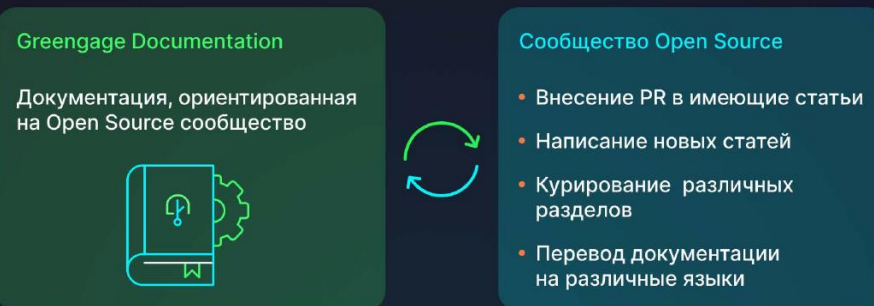 Greengage Documentation
Документация, ориентированная
на Open Source сообщество
Сообщество Open Source
• Внесение PR в имеющие статьи
• Написание новых статей
• Курирование различных
разделов
• Перевод документации
на различные языки